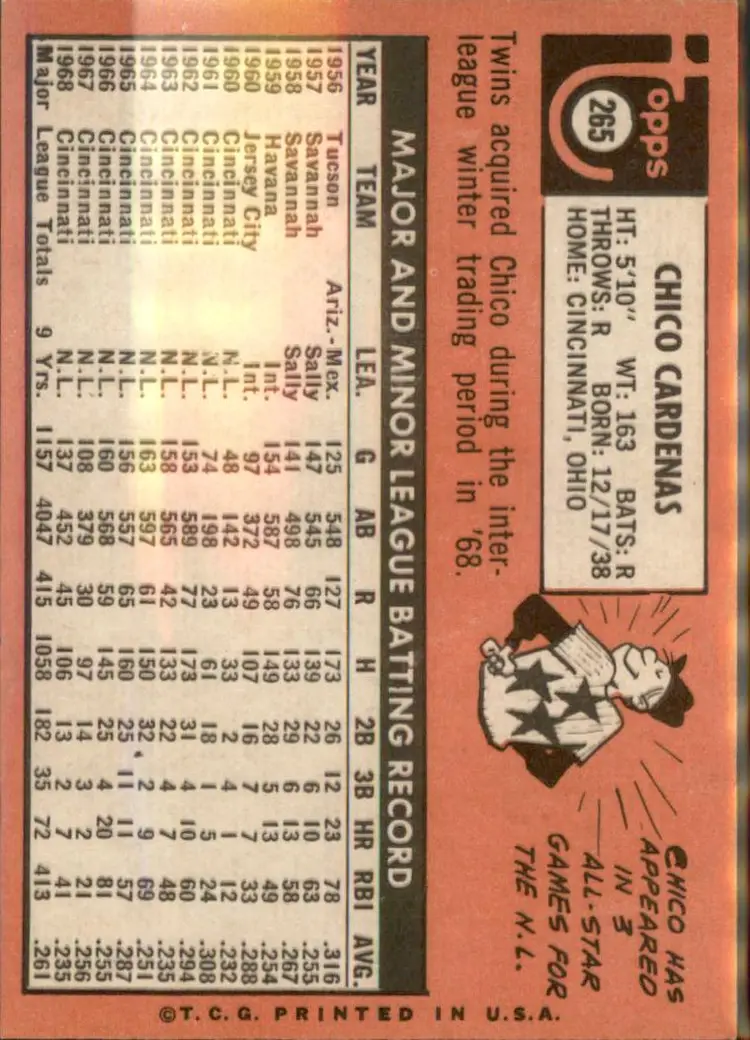 Topps
265
CHICO CARDENAS
HT: 5'10" WT: 163 BATS: R
THROWS: R BORN: 12/17/38
HOME: CINCINNATI, OHIO
Twins acquired Chico during the inter-
league winter trading period in '68.
CHICO HAS
APPEARED
IN 3
ALL-STAR
GAMES FOR
THE N.L.
MAJOR AND MINOR LEAGUE BATTING RECORD
YEAR TEAM LEA. G AB R H 2B 3B HR RBI AVG.
1956 Tucson Ariz.-Mex. 125 548 127 173 26 12 23 78 .316
1957 Savannah Sally 147 545 66 139 22 6 10 63 .255
1958 Savannah Sally 141 498 76 133 29 6 13 58 .267
1959 Havana Int. 154 587 58 149 28 5 13 49 .254
1960 Jersey City Int. 97 372 49 107 16 7 7 33 .288
1960 Cincinnati N.L. 48 142 13 33 2 4 1 12 .232
1961 Cincinnati N.L. 74 198 23 61 18 1 5 24 .308
1962 Cincinnati N.L. 153 589 77 173 31 4 10 60 .294
1963 Cincinnati N.L. 158 565 42 133 22 4 7 48 .235
1964 Cincinnati N.L. 163 597 61 150 32 2 9 69 .251
1965 Cincinnati N.L. 156 557 65 160 25 11 11 57 .287
1966 Cincinnati N.L. 160 568 59 145 25 4 20 81 .255
1967 Cincinnati N.L. 108 379 30 97 14 3 2 21 .256
1968 Cincinnati N.L. 137 452 45 106 13 2 7 41 .235
Major League Totals 9 Yrs. 1157 4047 415 1058 182 35 72 413 .261
©T.C.G. PRINTED IN U.S.A.